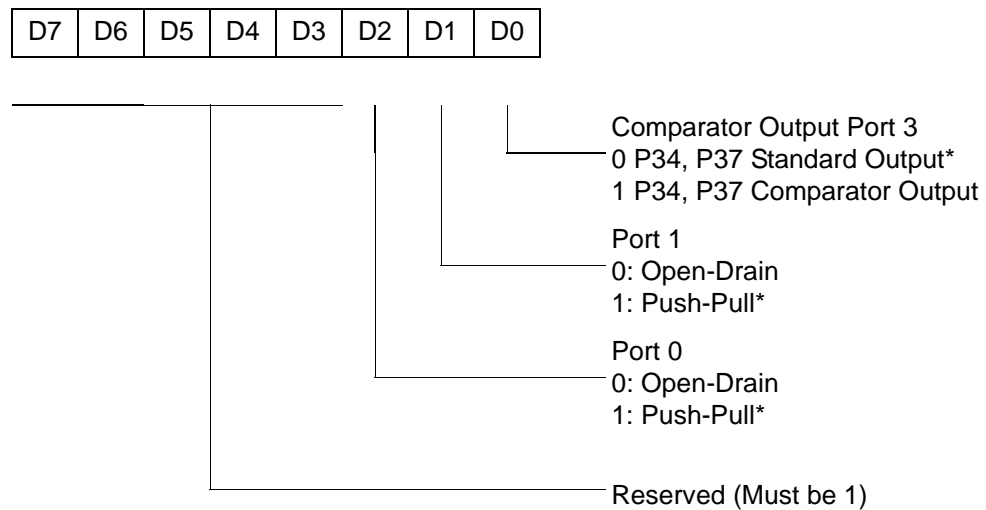 D7 D6 D5 D4 D3 D2 D1 D0
Comparator Output Port 3
0 P34, P37 Standard Output*
1 P34, P37 Comparator Output
Port 1
0: Open-Drain
1: Push-Pull*
Port 0
0: Open-Drain
1: Push-Pull*
Reserved (Must be 1)